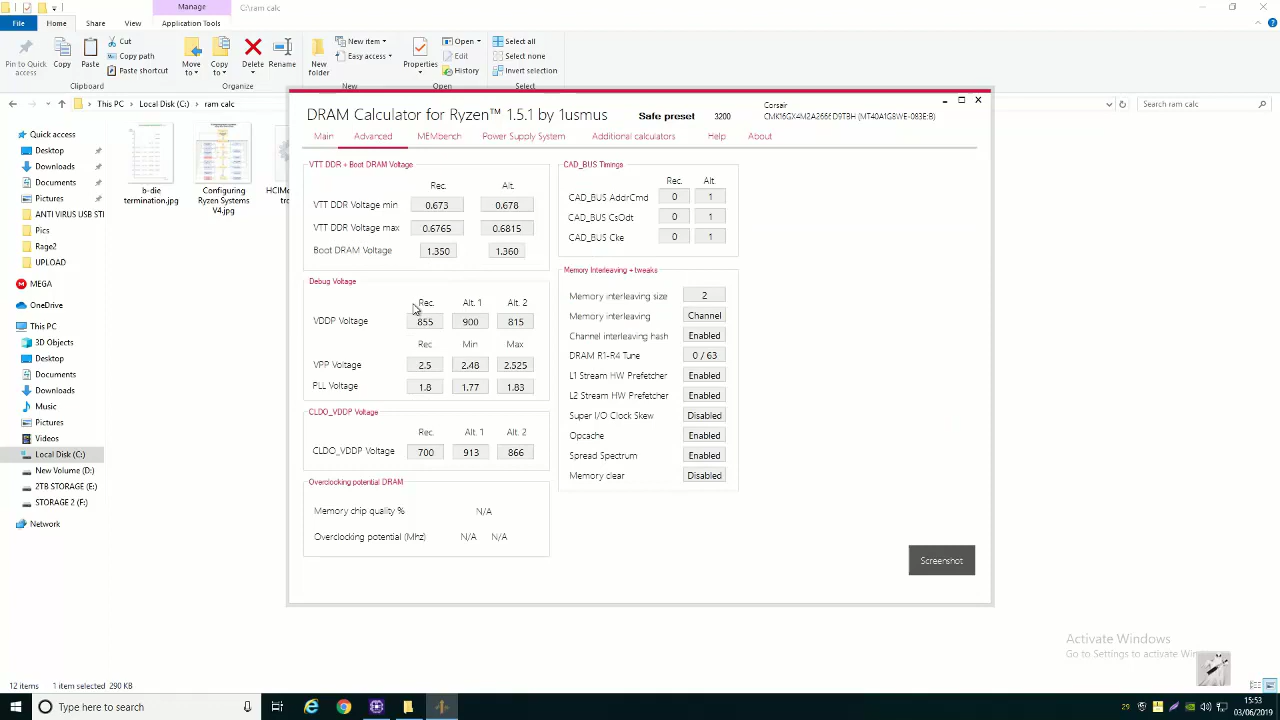 Manage
C:\ram calc
File
Home
Share
View
Application Tools
Pin to Quick access
Copy
Paste
Cut
Copy path
Paste shortcut
Move to
Copy to
Delete
Rename
New folder
New item
Easy access
Properties
Open
Edit
History
Select all
Select none
Invert selection
Clipboard
Organize
New
Open
Select
This PC
Local Disk (C:)
ram calc
Search ram calc
Quick access
Desktop
Downloads
Documents
Pictures
ANTI VIRUS USB STI
Pics
Rage2
UPLOAD
MEGA
OneDrive
This PC
3D Objects
Desktop
Documents
Downloads
Music
Pictures
Videos
Local Disk (C:)
New Volume (D:)
2TB STORAGE (E:)
STORAGE 2 (F:)
Network
b-die termination.jpg
Configuring Ryzen Systems V4.jpg
DRAM Calculator for Ryzen™ 1.5.1 by 1usmus
Safe preset
3200
Corsair
Main
Advanced
MEMbench
Power Supply System
Additional calculators
Help
About
VTT DDR + Boot DRAM Voltage
Rec.
Alt.
VTT DDR Voltage min
0.673
0.678
VTT DDR Voltage max
0.6765
0.6815
Boot DRAM Voltage
1.350
1.360
Debug Voltage
Rec.
Alt. 1
Alt. 2
VDDP Voltage
855
900
815
Rec
Min
Max
VPP Voltage
2.5
2.48
2.525
PLL Voltage
1.8
1.77
1.83
CLDO_VDDP Voltage
Rec.
Alt. 1
Alt. 2
CLDO_VDDP Voltage
700
913
866
Overclocking potential DRAM
Memory chip quality %
N/A
Overclocking potential (Mhz)
N/A
N/A
CAD_BUS Timings
Rec.
Alt.
CAD_BUS AddrCmd
0
1
CAD_BUS CsOdt
0
1
CAD_BUS Cke
0
1
Memory Interleaving + tweaks
Memory interleaving size
2
Memory interleaving
Channel
Channel interleaving hash
Enabled
DRAM R1-R4 Tune
0 / 63
L1 Stream HW Prefetcher
Enabled
L2 Stream HW Prefetcher
Enabled
Super I/O Clock Skew
Disabled
Opcache
Enabled
Spread Spectrum
Enabled
Memory clear
Disabled
Screenshot
Activate Windows
Go to Settings to activate
12 items
1 item selected 290 KB
Type here to search
29
15:53
03/06/2019